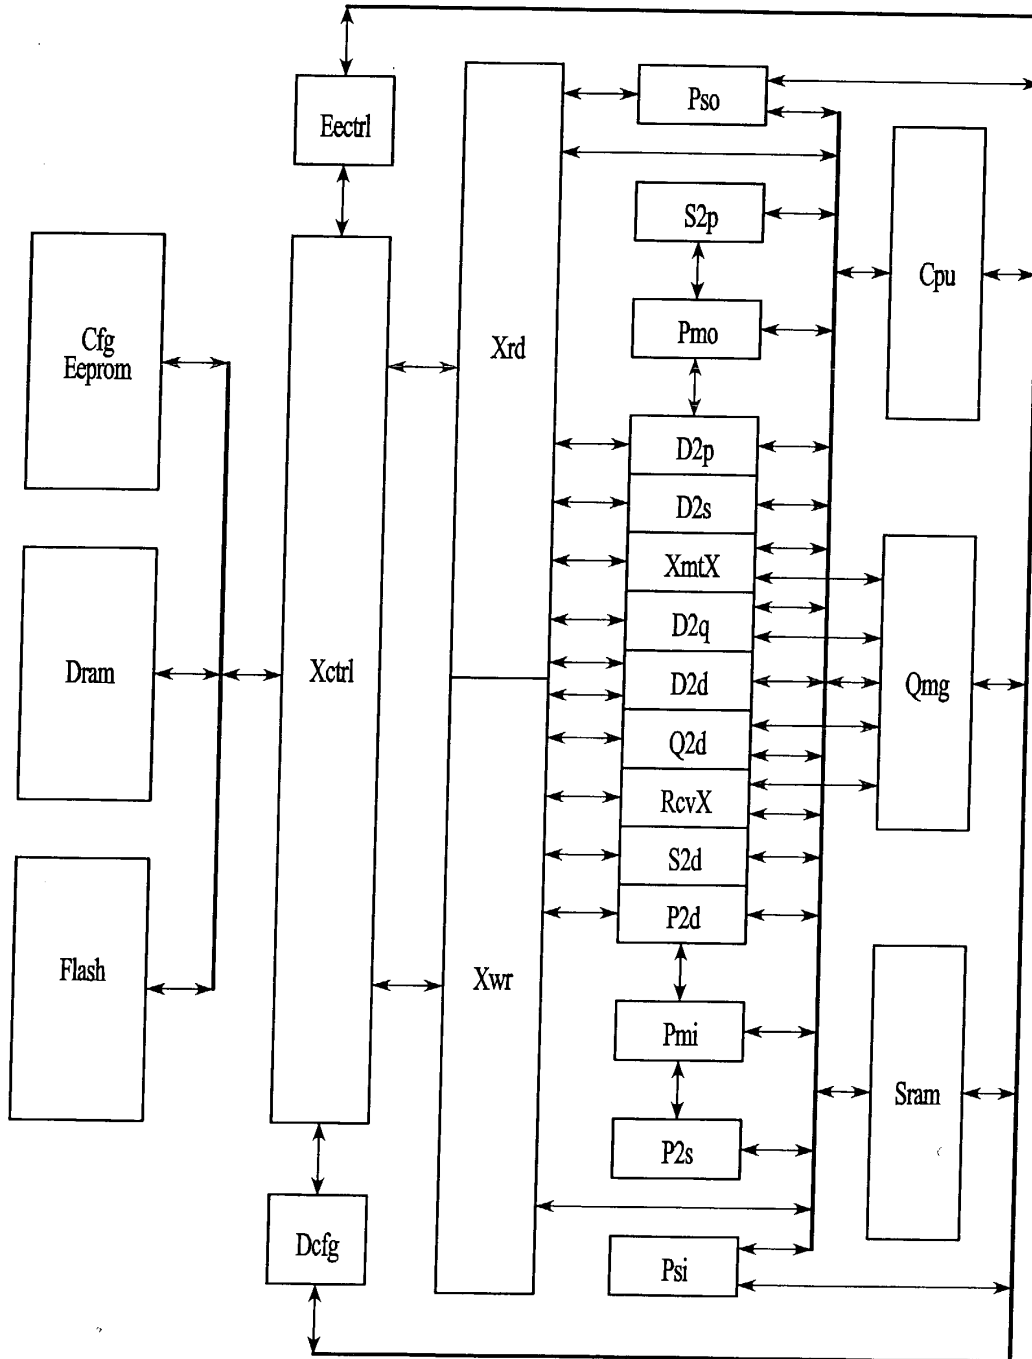 Eectrl
Pso
S2p
Cpu
Cfg
Eeprom
Xrd
Pmo
D2p
D2s
XmtX
D2q
Dram
Xctrl
D2d
Qmg
Q2d
RcvX
S2d
P2d
Flash
Xwr
Pmi
Sram
P2s
Dcfg
Psi